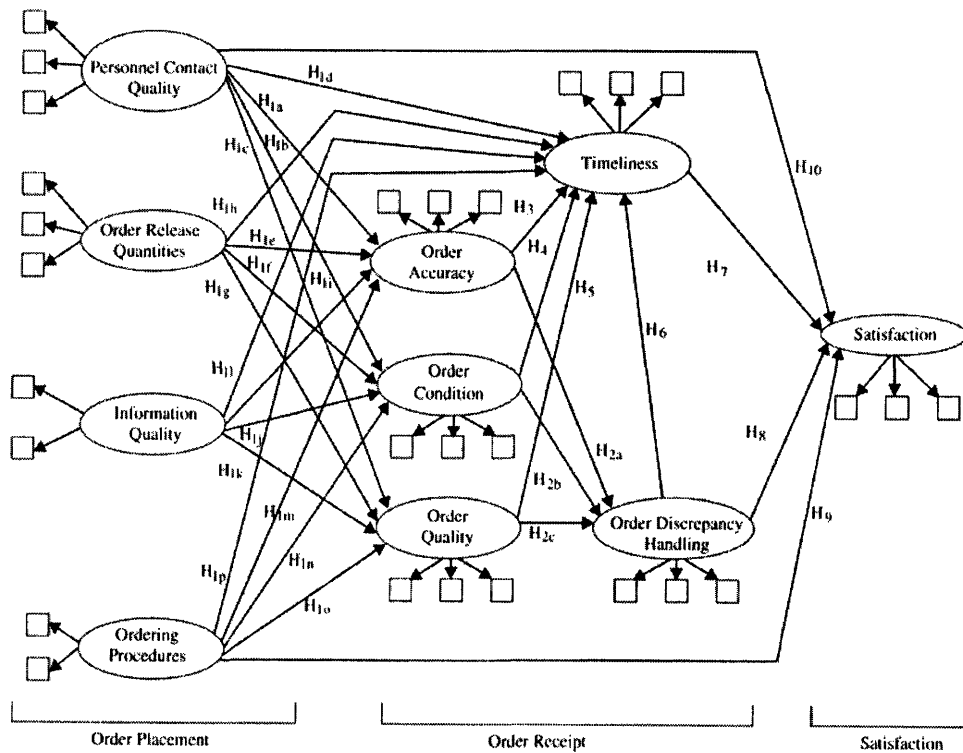 Personnel Contact
Quality
H1d
H1a
H1b
H1c
Timeliness
H10
Order Release
Quantities
H1h
H1e
H1f
H1g
H1i
Order
Accuracy
H3
H4
H5
H7
H6
Satisfaction
Information
Quality
H1l
H1j
H1k
Order
Condition
H2a
H2b
H2c
H8
H9
Order
Quality
Order Discrepancy
Handling
H1m
H1n
H1o
H1p
Ordering
Procedures
Order Placement
Order Receipt
Satisfaction